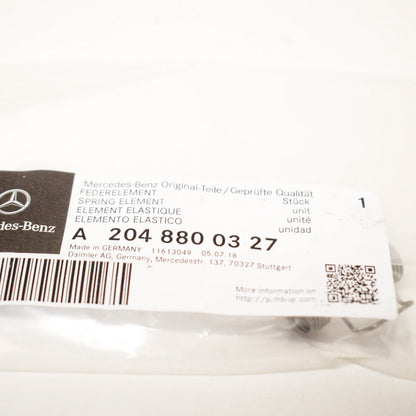 Mercedes-Benz Original-Teile/Geprüfte Qualität
FEDERELEMENT Stück 1
SPRING ELEMENT unit
ELEMENT ELASTIQUE unité
ELEMENTO ELASTICO unidad
des-Benz
A 204 880 03 27
Made in GERMANY 11613049 05.07.18
Daimler AG, Germany, Mercedesstr. 137, 70327 Stuttgart
More information on
http://p.mb-qr.com/